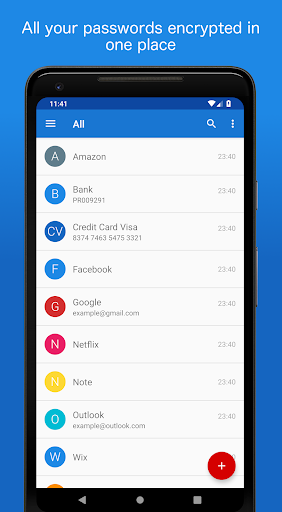 All your passwords encrypted in
one place
11:41
All
A Amazon 23:40
B Bank 23:40
PR009291
CV Credit Card Visa 23:40
8374 7463 5475 3321
F Facebook 23:40
G Google 23:40
example@gmail.com
N Netflix 23:40
N Note 23:40
O Outlook 23:40
example@outlook.com
W Wix